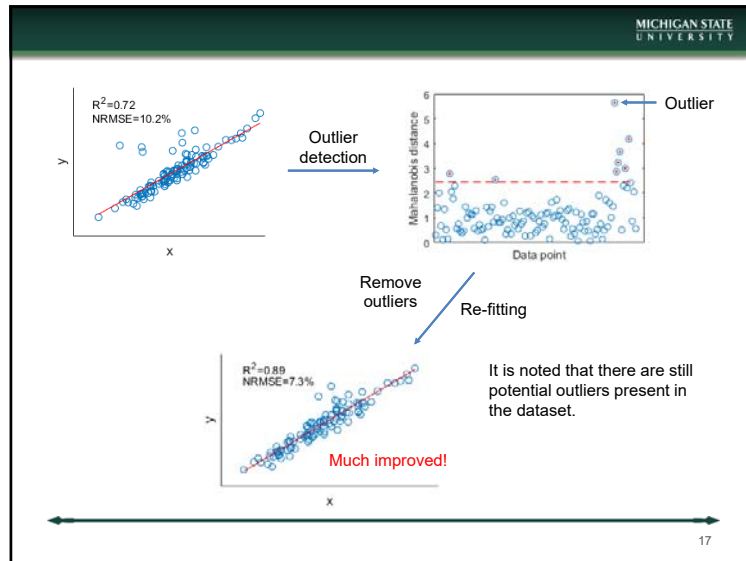 MICHIGAN STATE
UNIVERSITY
R²=0.72
NRMSE=10.2%
y
x
Outlier
detection
6
5
4
3
2
1
0
Mahalanobis distance
Data point
Outlier
Remove
outliers
Re-fitting
R²=0.89
NRMSE=7.3%
y
x
Much improved!
It is noted that there are still
potential outliers present in
the dataset.
17